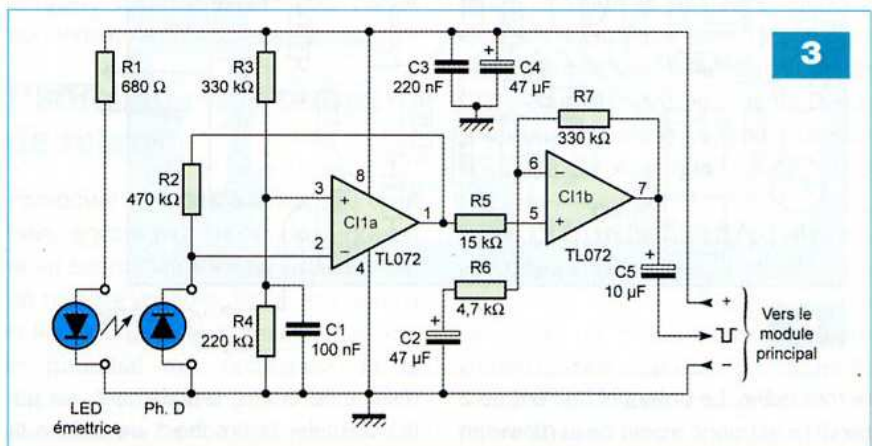 3
R1
680 Ω
R3
330 kΩ
C3
220 nF
+
C4
47 µF
R7
330 kΩ
R2
470 kΩ
3
+
8
CI1a
1
2
−
4
TL072
R5
15 kΩ
6
−
CI1b
7
5
+
TL072
R6
4,7 kΩ
+
C5
10 µF
R4
220 kΩ
C1
100 nF
+
C2
47 µF
+
−
Vers le
module
principal
LED
émettrice
Ph. D